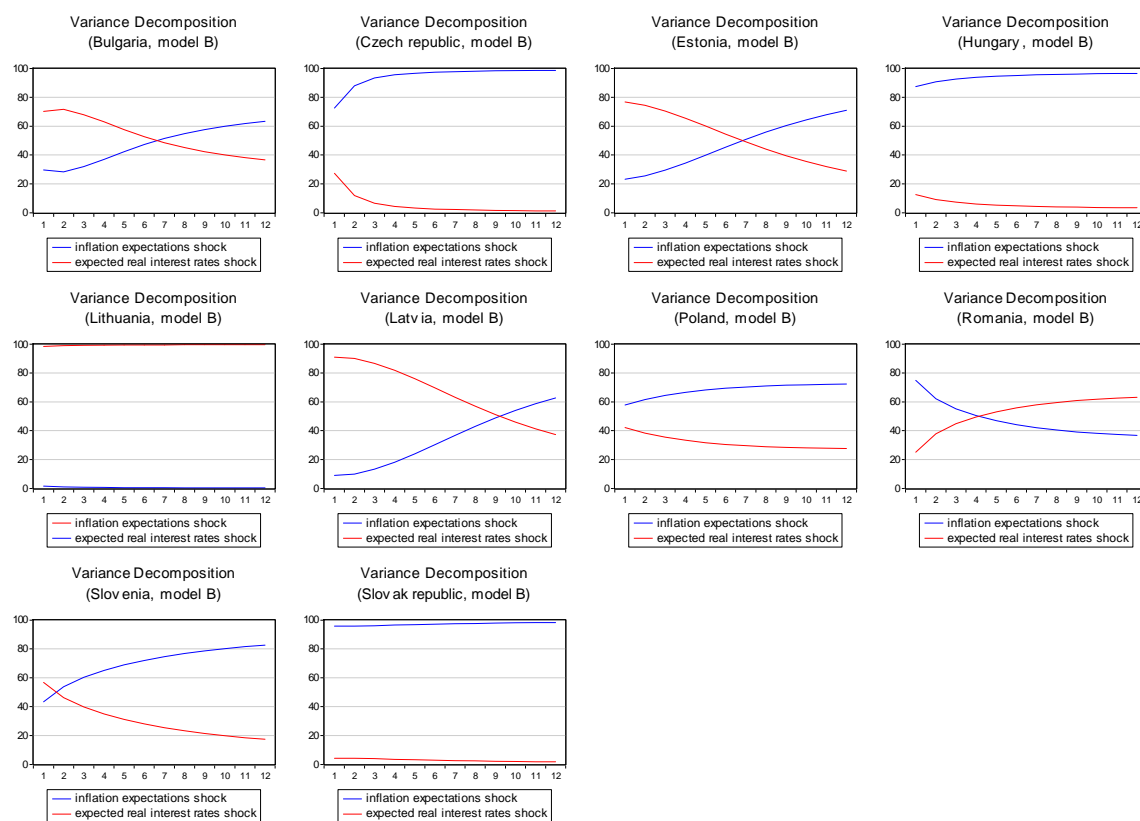 Variance Decomposition
(Bulgaria, model B)
100
80
60
40
20
0
1 2 3 4 5 6 7 8 9 10 11 12
inflation expectations shock
expected real interest rates shock
Variance Decomposition
(Czech republic, model B)
100
80
60
40
20
0
1 2 3 4 5 6 7 8 9 10 11 12
inflation expectations shock
expected real interest rates shock
Variance Decomposition
(Estonia, model B)
100
80
60
40
20
0
1 2 3 4 5 6 7 8 9 10 11 12
inflation expectations shock
expected real interest rates shock
Variance Decomposition
(Hungary, model B)
100
80
60
40
20
0
1 2 3 4 5 6 7 8 9 10 11 12
inflation expectations shock
expected real interest rates shock
Variance Decomposition
(Lithuania, model B)
100
80
60
40
20
0
1 2 3 4 5 6 7 8 9 10 11 12
inflation expectations shock
expected real interest rates shock
Variance Decomposition
(Latvia, model B)
100
80
60
40
20
0
1 2 3 4 5 6 7 8 9 10 11 12
inflation expectations shock
expected real interest rates shock
Variance Decomposition
(Poland, model B)
100
80
60
40
20
0
1 2 3 4 5 6 7 8 9 10 11 12
inflation expectations shock
expected real interest rates shock
Variance Decomposition
(Romania, model B)
100
80
60
40
20
0
1 2 3 4 5 6 7 8 9 10 11 12
inflation expectations shock
expected real interest rates shock
Variance Decomposition
(Slovenia, model B)
100
80
60
40
20
0
1 2 3 4 5 6 7 8 9 10 11 12
inflation expectations shock
expected real interest rates shock
Variance Decomposition
(Slovak republic, model B)
100
80
60
40
20
0
1 2 3 4 5 6 7 8 9 10 11 12
inflation expectations shock
expected real interest rates shock